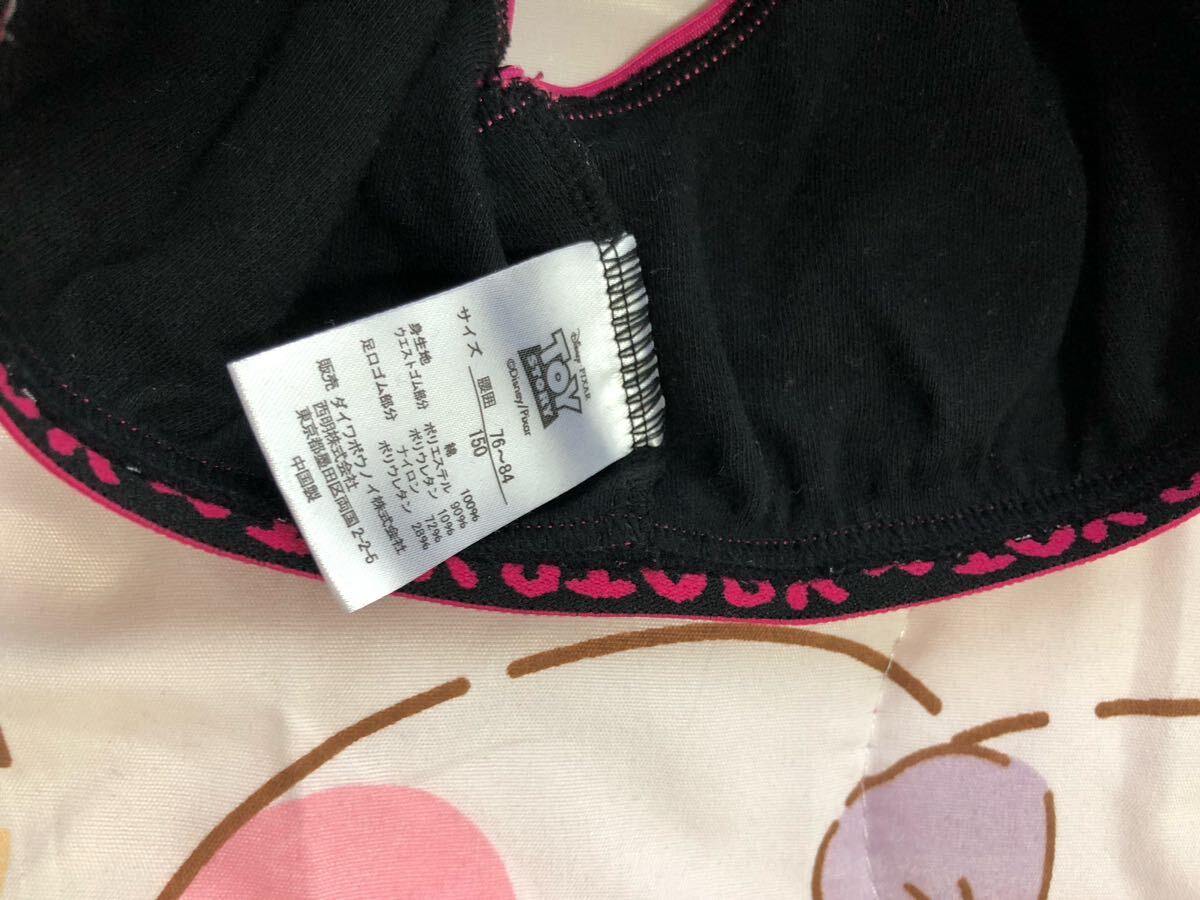 Disney PIXAR
TOY
STORY
©Disney/Pixar
サイズ 腰囲 76〜84
150
身生地 綿 100%
ウエストゴム部分 ポリエステル 90%
ポリウレタン 10%
足口ゴム部分 ナイロン 72%
ポリウレタン 28%
販売 ダイワボウノイ株式会社
西明株式会社
東京都墨田区両国2-2-6
中国製